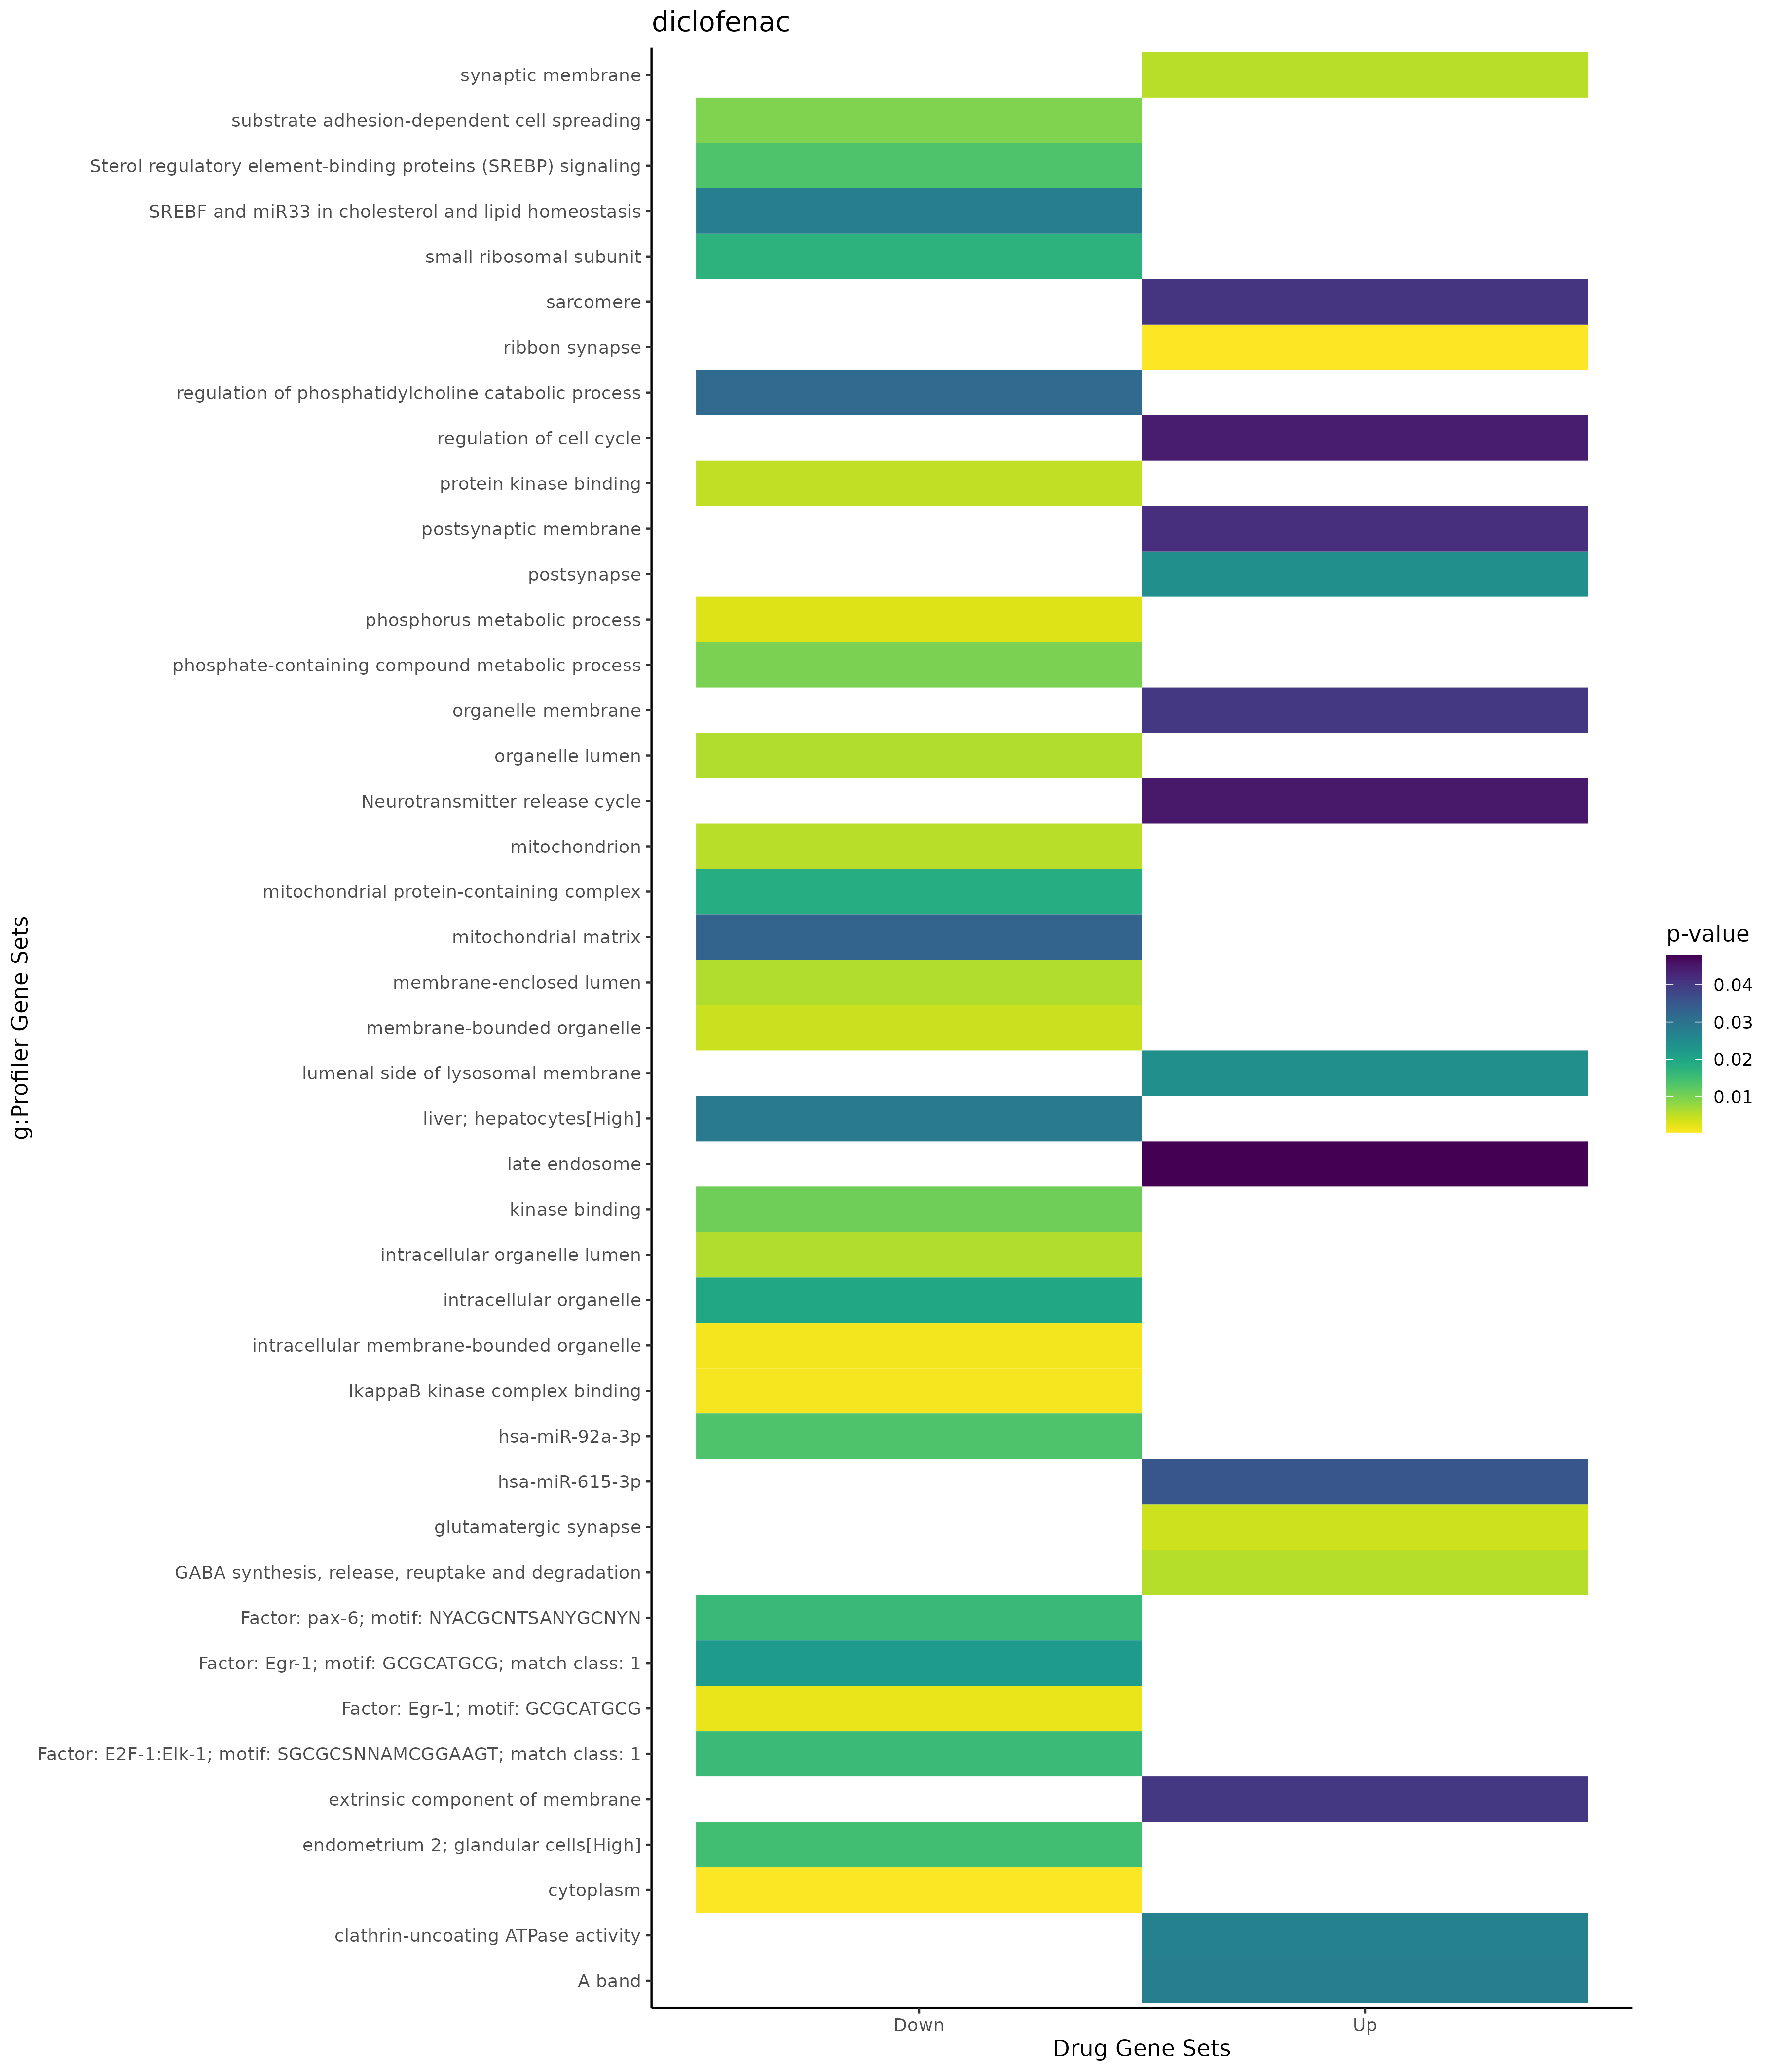 diclofenac
synaptic membrane
substrate adhesion-dependent cell spreading
Sterol regulatory element-binding proteins (SREBP) signaling
SREBF and miR33 in cholesterol and lipid homeostasis
small ribosomal subunit
sarcomere
ribbon synapse
regulation of phosphatidylcholine catabolic process
regulation of cell cycle
protein kinase binding
postsynaptic membrane
postsynapse
phosphorus metabolic process
phosphate-containing compound metabolic process
organelle membrane
organelle lumen
Neurotransmitter release cycle
mitochondrion
mitochondrial protein-containing complex
mitochondrial matrix
membrane-enclosed lumen
membrane-bounded organelle
lumenal side of lysosomal membrane
liver; hepatocytes[High]
late endosome
kinase binding
intracellular organelle lumen
intracellular organelle
intracellular membrane-bounded organelle
IkappaB kinase complex binding
hsa-miR-92a-3p
hsa-miR-615-3p
glutamatergic synapse
GABA synthesis, release, reuptake and degradation
Factor: pax-6; motif: NYACGCNTSANYGCNYN
Factor: Egr-1; motif: GCGCATGCG; match class: 1
Factor: Egr-1; motif: GCGCATGCG
Factor: E2F-1:Elk-1; motif: SGCGCSNNAMCGGAAGT; match class: 1
extrinsic component of membrane
endometrium 2; glandular cells[High]
cytoplasm
clathrin-uncoating ATPase activity
A band
g:Profiler Gene Sets
Down
Up
Drug Gene Sets
p-value
0.04
0.03
0.02
0.01